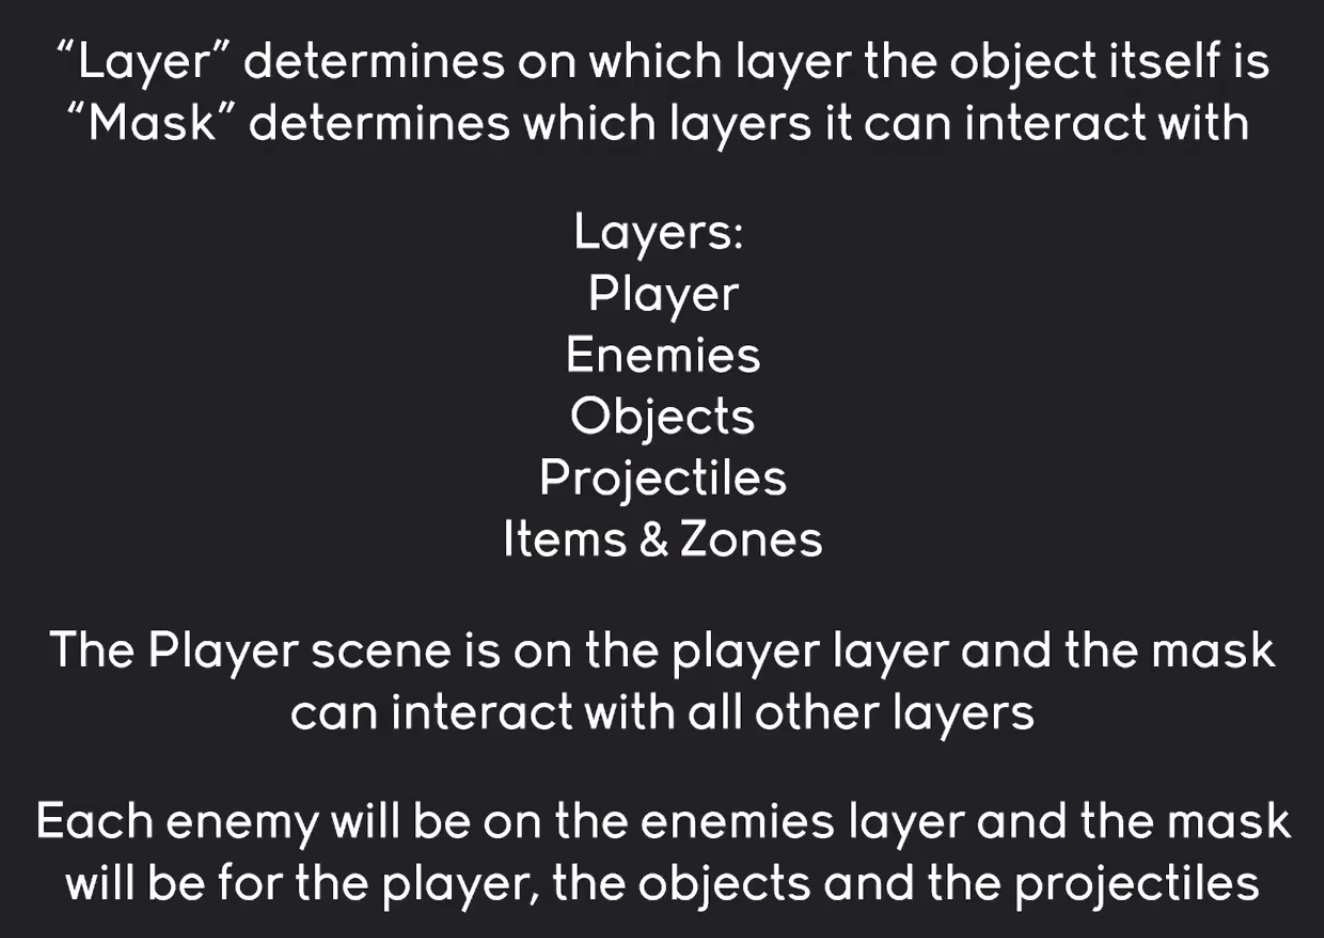 “Layer” determines on which layer the object itself is
“Mask” determines which layers it can interact with
Layers:
Player
Enemies
Objects
Projectiles
Items & Zones
The Player scene is on the player layer and the mask
can interact with all other layers
Each enemy will be on the enemies layer and the mask
will be for the player, the objects and the projectiles